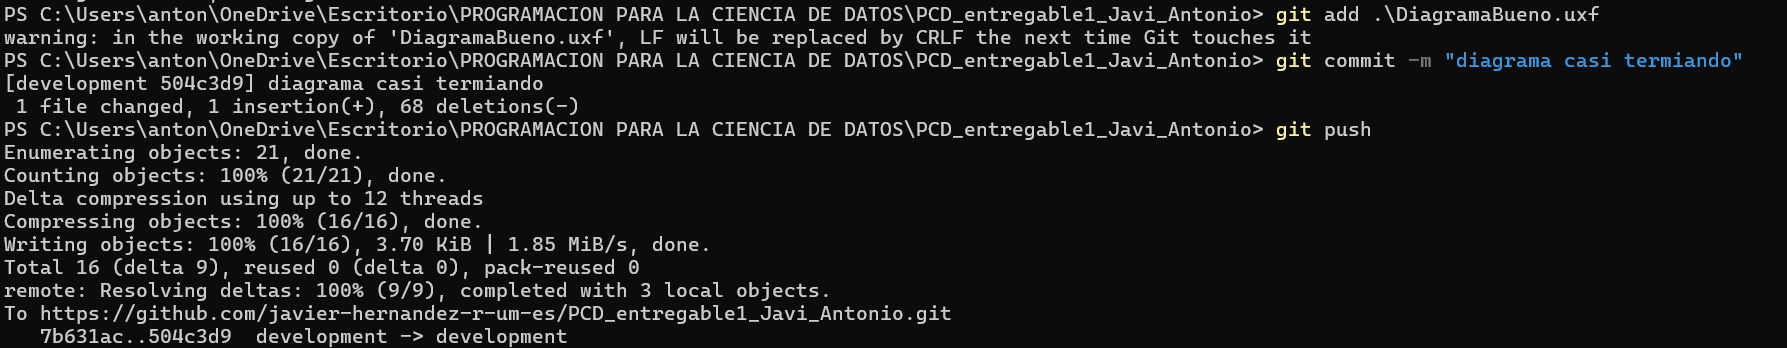 PS C:\Users\anton\OneDrive\Escritorio\PROGRAMACION PARA LA CIENCIA DE DATOS\PCD_entregable1_Javi_Antonio> git add .\DiagramaBueno.uxf
warning: in the working copy of 'DiagramaBueno.uxf', LF will be replaced by CRLF the next time Git touches it
PS C:\Users\anton\OneDrive\Escritorio\PROGRAMACION PARA LA CIENCIA DE DATOS\PCD_entregable1_Javi_Antonio> git commit -m "diagrama casi termiando"
[development 504c3d9] diagrama casi termiando
 1 file changed, 1 insertion(+), 68 deletions(-)
PS C:\Users\anton\OneDrive\Escritorio\PROGRAMACION PARA LA CIENCIA DE DATOS\PCD_entregable1_Javi_Antonio> git push
Enumerating objects: 21, done.
Counting objects: 100% (21/21), done.
Delta compression using up to 12 threads
Compressing objects: 100% (16/16), done.
Writing objects: 100% (16/16), 3.70 KiB | 1.85 MiB/s, done.
Total 16 (delta 9), reused 0 (delta 0), pack-reused 0
remote: Resolving deltas: 100% (9/9), completed with 3 local objects.
To https://github.com/javier-hernandez-r-um-es/PCD_entregable1_Javi_Antonio.git
   7b631ac..504c3d9  development -> development